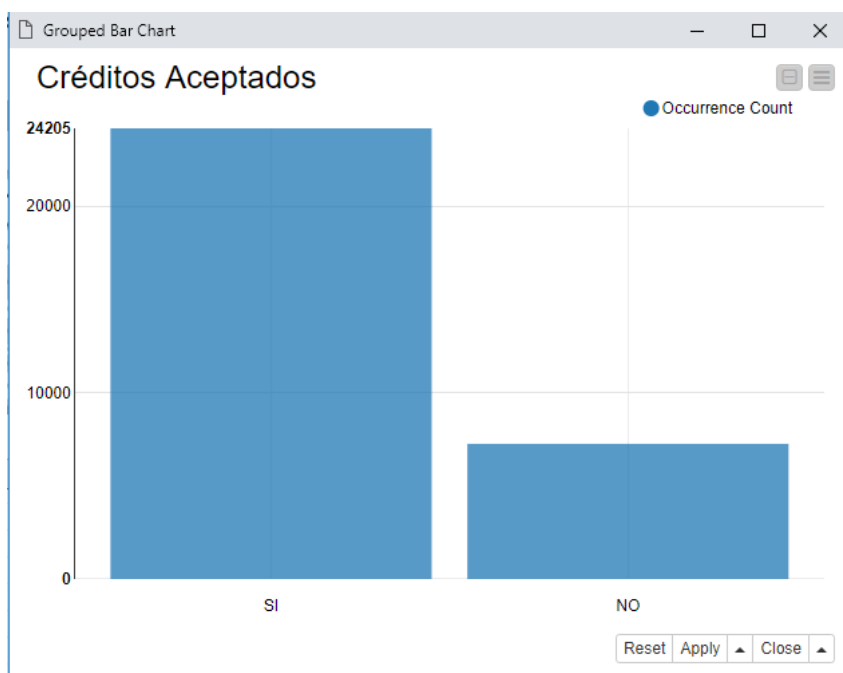 Grouped Bar Chart
Créditos Aceptados
Occurrence Count
24205
20000
10000
0
SI NO
Reset Apply Close